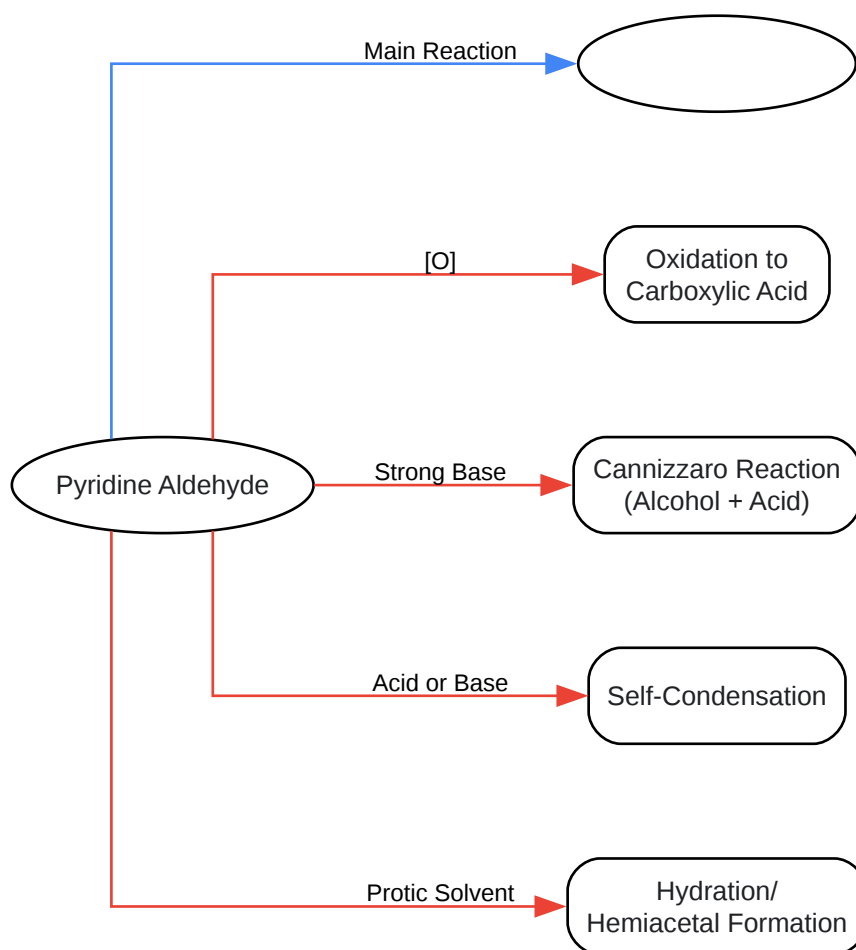 Main Reaction
[O]
Oxidation to
Carboxylic Acid
Pyridine Aldehyde
Strong Base
Cannizzaro Reaction
(Alcohol + Acid)
Acid or Base
Self-Condensation
Protic Solvent
Hydration/
Hemiacetal Formation